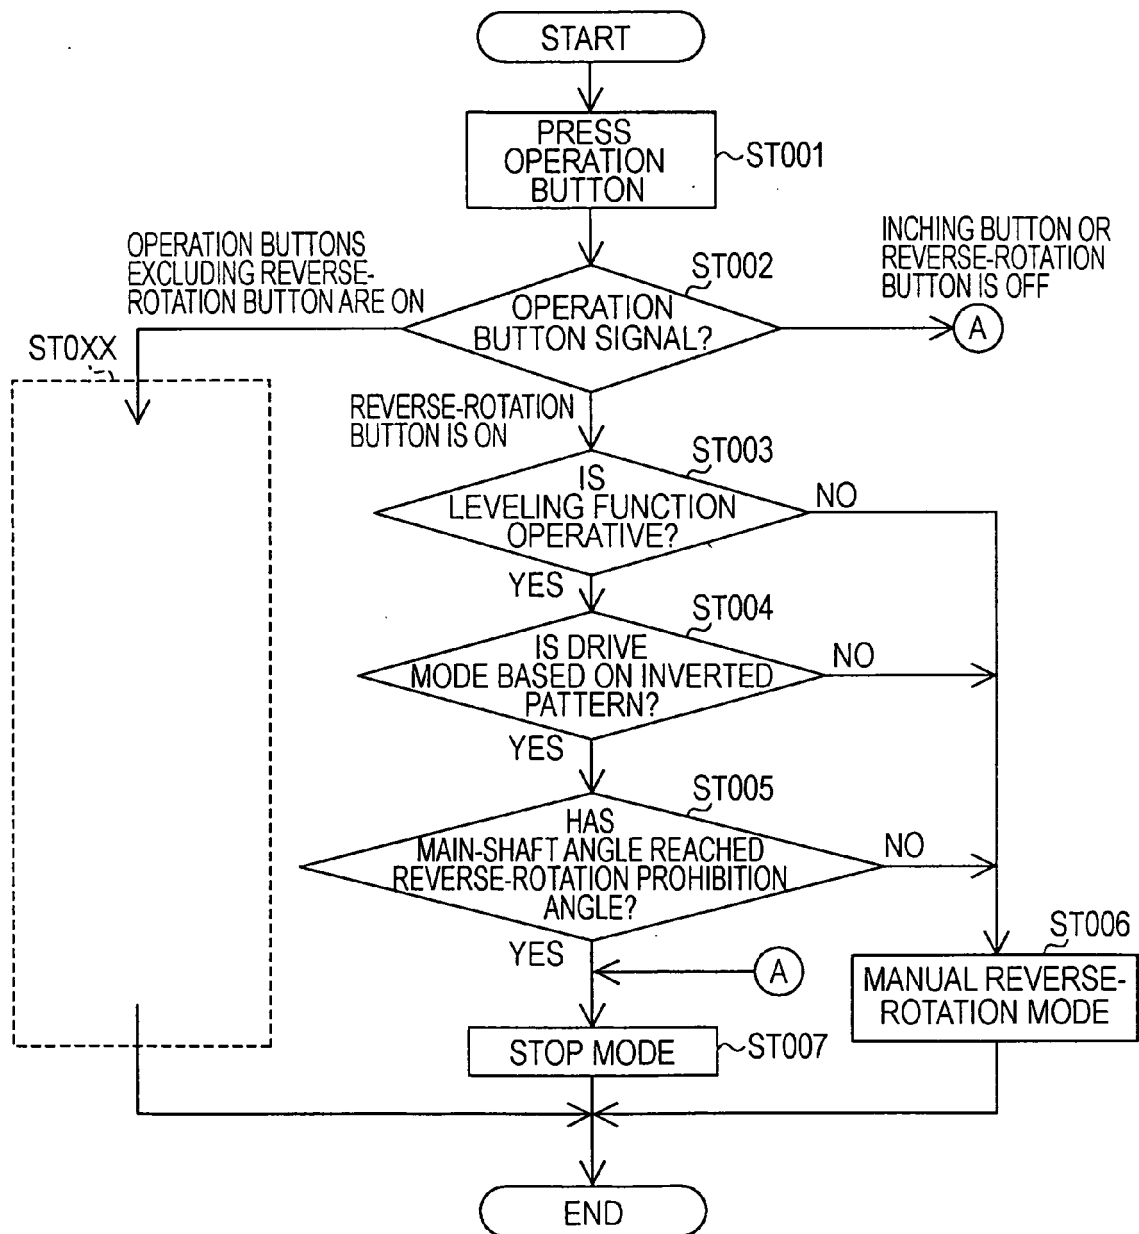 START
PRESS
OPERATION
BUTTON
ST001
OPERATION BUTTONS
EXCLUDING REVERSE-
ROTATION BUTTON ARE ON
ST002
INCHING BUTTON OR
REVERSE-ROTATION
BUTTON IS OFF
OPERATION
BUTTON SIGNAL?
A
ST0XX
REVERSE-ROTATION
BUTTON IS ON
ST003
IS
LEVELING FUNCTION
OPERATIVE?
NO
YES
ST004
IS DRIVE
MODE BASED ON INVERTED
PATTERN?
NO
YES
ST005
HAS
MAIN-SHAFT ANGLE REACHED
REVERSE-ROTATION PROHIBITION
ANGLE?
NO
YES
A
ST006
MANUAL REVERSE-
ROTATION MODE
STOP MODE
ST007
END